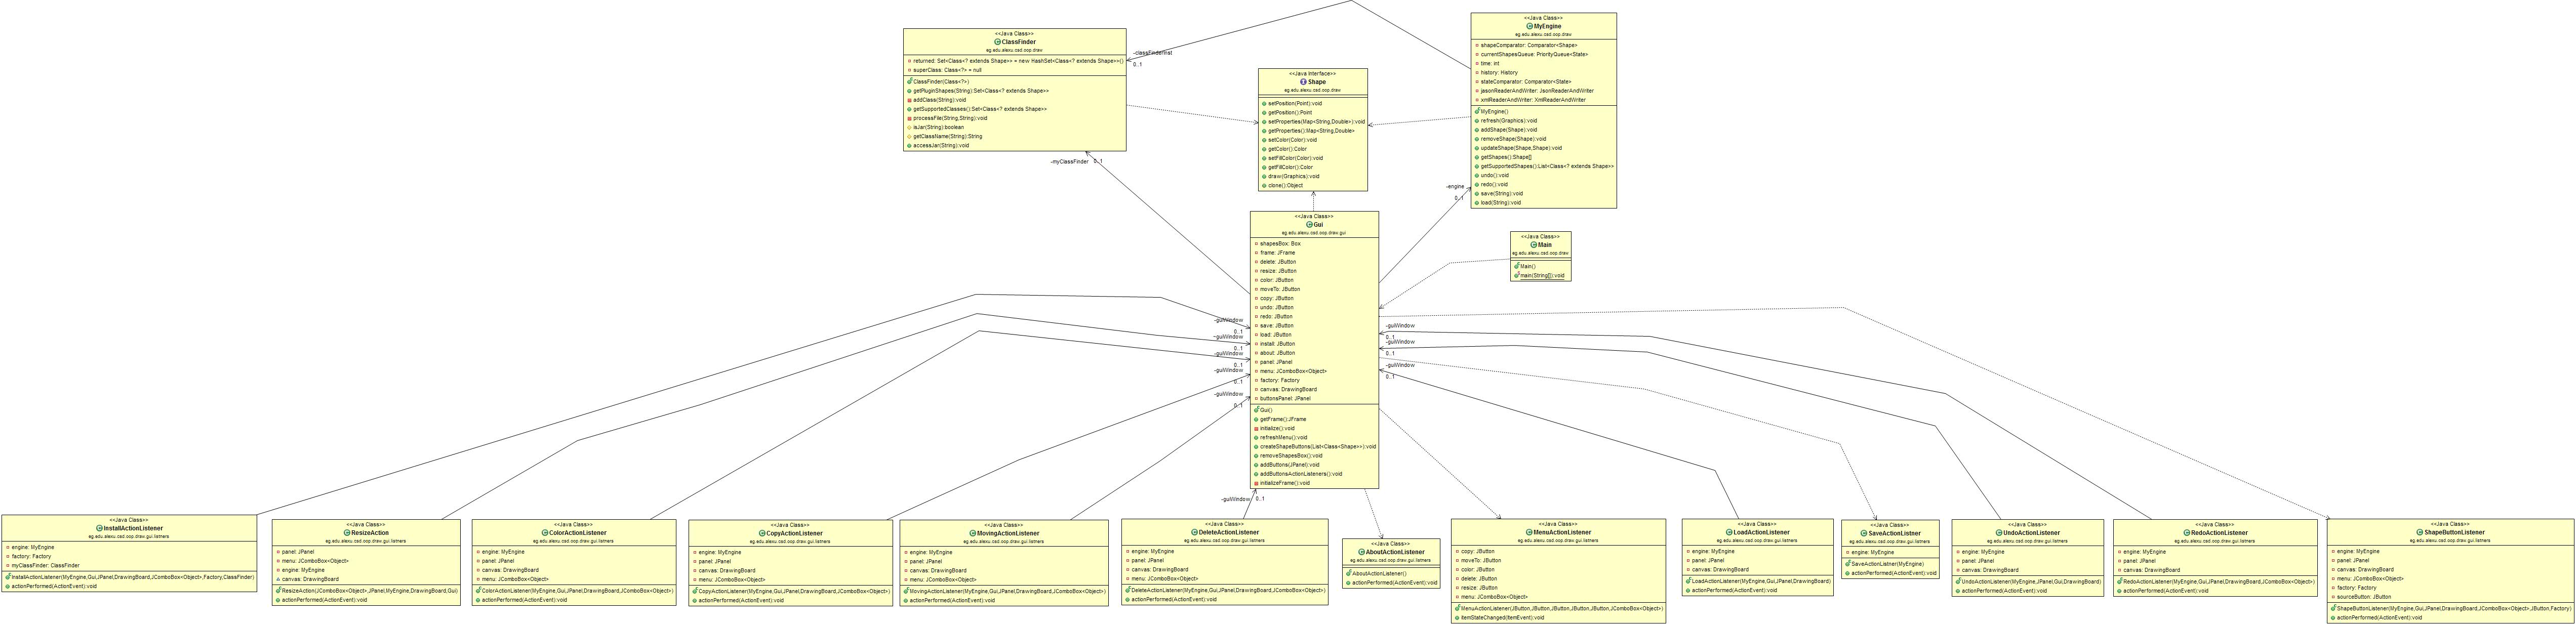 <<Java Class>>
ClassFinder
eg.edu.alexu.csd.oop.draw
returned: Set<Class<? extends Shape>> = new HashSet<Class<? extends Shape>>()
superClass: Class<?> = null
ClassFinder(Class<?>)
getPluginShapes(String):Set<Class<? extends Shape>>
addClass(String):void
getSupportedClasses():Set<Class<? extends Shape>>
processFile(String,String):void
isJar(String):boolean
getClassName(String):String
accessJar(String):void
-classFinderInst
0..1
-myClassFinder
0..1
<<Java Interface>>
Shape
eg.edu.alexu.csd.oop.draw
setPosition(Point):void
getPosition():Point
setProperties(Map<String,Double>):void
getProperties():Map<String,Double>
setColor(Color):void
getColor():Color
setFillColor(Color):void
getFillColor():Color
draw(Graphics):void
clone():Object
<<Java Class>>
MyEngine
eg.edu.alexu.csd.oop.draw
shapeComparator: Comparator<Shape>
currentShapesQueue: PriorityQueue<State>
time: int
history: History
stateComparator: Comparator<State>
jasonReaderAndWriter: JsonReaderAndWriter
xmlReaderAndWriter: XmlReaderAndWriter
MyEngine()
refresh(Graphics):void
addShape(Shape):void
removeShape(Shape):void
updateShape(Shape,Shape):void
getShapes():Shape[]
getSupportedShapes():List<Class<? extends Shape>>
undo():void
redo():void
save(String):void
load(String):void
-engine
0..1
<<Java Class>>
Main
eg.edu.alexu.csd.oop.draw
Main()
main(String[]):void
<<Java Class>>
Gui
eg.edu.alexu.csd.oop.draw.gui
shapesBox: Box
frame: JFrame
delete: JButton
resize: JButton
color: JButton
moveTo: JButton
copy: JButton
undo: JButton
redo: JButton
save: JButton
load: JButton
install: JButton
about: JButton
panel: JPanel
menu: JComboBox<Object>
factory: Factory
canvas: DrawingBoard
buttonsPanel: JPanel
Gui()
getFrame():JFrame
intialize():void
refreshMenu():void
createShapeButtons(List<Class<Shape>>):void
removeShapesBox():void
addButtons(JPanel):void
addButtonsActionListeners():void
initializeFrame():void
-guiWindow
0..1
-guiWindow
0..1
-guiWindow
0..1
-guiWindow
0..1
-guiWindow
0..1
-guiWindow
0..1
-guiWindow
0..1
-guiWindow
0..1
-guiWindow
0..1
<<Java Class>>
InstallActionListener
eg.edu.alexu.csd.oop.draw.gui.listners
engine: MyEngine
factory: Factory
myClassFinder: ClassFinder
InstallActionListener(MyEngine,Gui,JPanel,DrawingBoard,JComboBox<Object>,Factory,ClassFinder)
actionPerformed(ActionEvent):void
<<Java Class>>
ResizeAction
eg.edu.alexu.csd.oop.draw.gui.listners
panel: JPanel
menu: JComboBox<Object>
engine: MyEngine
canvas: DrawingBoard
ResizeAction(JComboBox<Object>,JPanel,MyEngine,DrawingBoard,Gui)
actionPerformed(ActionEvent):void
<<Java Class>>
ColorActionListener
eg.edu.alexu.csd.oop.draw.gui.listners
engine: MyEngine
panel: JPanel
canvas: DrawingBoard
menu: JComboBox<Object>
ColorActionListener(MyEngine,Gui,JPanel,DrawingBoard,JComboBox<Object>)
actionPerformed(ActionEvent):void
<<Java Class>>
CopyActionListener
eg.edu.alexu.csd.oop.draw.gui.listners
engine: MyEngine
panel: JPanel
canvas: DrawingBoard
menu: JComboBox<Object>
CopyActionListener(MyEngine,Gui,JPanel,DrawingBoard,JComboBox<Object>)
actionPerformed(ActionEvent):void
<<Java Class>>
MovingActionListener
eg.edu.alexu.csd.oop.draw.gui.listners
engine: MyEngine
panel: JPanel
canvas: DrawingBoard
menu: JComboBox<Object>
MovingActionListener(MyEngine,Gui,JPanel,DrawingBoard,JComboBox<Object>)
actionPerformed(ActionEvent):void
<<Java Class>>
DeleteActionListener
eg.edu.alexu.csd.oop.draw.gui.listners
engine: MyEngine
panel: JPanel
canvas: DrawingBoard
menu: JComboBox<Object>
DeleteActionListener(MyEngine,Gui,JPanel,DrawingBoard,JComboBox<Object>)
actionPerformed(ActionEvent):void
<<Java Class>>
AboutActionListener
eg.edu.alexu.csd.oop.draw.gui.listners
AboutActionListener()
actionPerformed(ActionEvent):void
<<Java Class>>
MenuActionListener
eg.edu.alexu.csd.oop.draw.gui.listners
copy: JButton
moveTo: JButton
color: JButton
delete: JButton
resize: JButton
menu: JComboBox<Object>
MenuActionListener(JButton,JButton,JButton,JButton,JButton,JComboBox<Object>)
itemStateChanged(ItemEvent):void
<<Java Class>>
LoadActionListener
eg.edu.alexu.csd.oop.draw.gui.listners
engine: MyEngine
panel: JPanel
canvas: DrawingBoard
LoadActionListener(MyEngine,Gui,JPanel,DrawingBoard)
actionPerformed(ActionEvent):void
<<Java Class>>
SaveActionListner
eg.edu.alexu.csd.oop.draw.gui.listners
engine: MyEngine
SaveActionListner(MyEngine)
actionPerformed(ActionEvent):void
<<Java Class>>
UndoActionListener
eg.edu.alexu.csd.oop.draw.gui.listners
engine: MyEngine
panel: JPanel
canvas: DrawingBoard
UndoActionListener(MyEngine,JPanel,Gui,DrawingBoard)
actionPerformed(ActionEvent):void
<<Java Class>>
RedoActionListener
eg.edu.alexu.csd.oop.draw.gui.listners
engine: MyEngine
panel: JPanel
canvas: DrawingBoard
RedoActionListener(MyEngine,Gui,JPanel,DrawingBoard,JComboBox<Object>)
actionPerformed(ActionEvent):void
<<Java Class>>
ShapeButtonListener
eg.edu.alexu.csd.oop.draw.gui.listners
engine: MyEngine
panel: JPanel
canvas: DrawingBoard
menu: JComboBox<Object>
factory: Factory
sourceButton: JButton
ShapeButtonListener(MyEngine,Gui,JPanel,DrawingBoard,JComboBox<Object>,JButton,Factory)
actionPerformed(ActionEvent):void